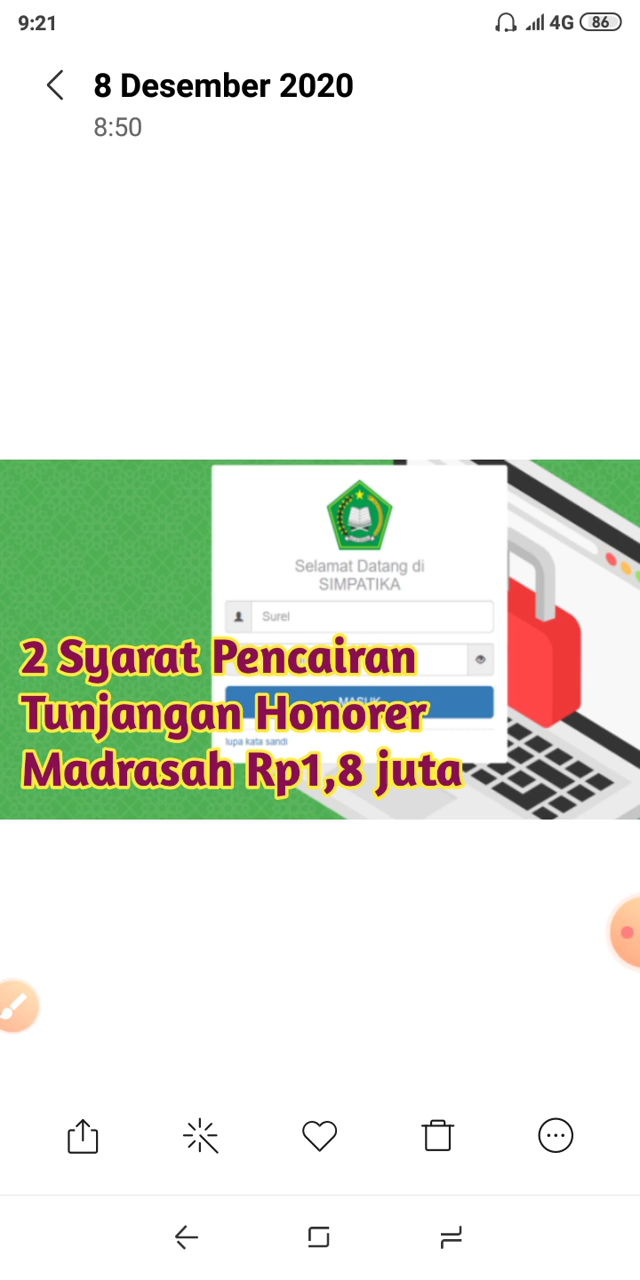 9:21
4G 86
8 Desember 2020
8:50
Selamat Datang di
SIMPATIKA
Surel
2 Syarat Pencairan
Tunjangan Honorer
Madrasah Rp1,8 juta
MASUK
lupa kata sandi